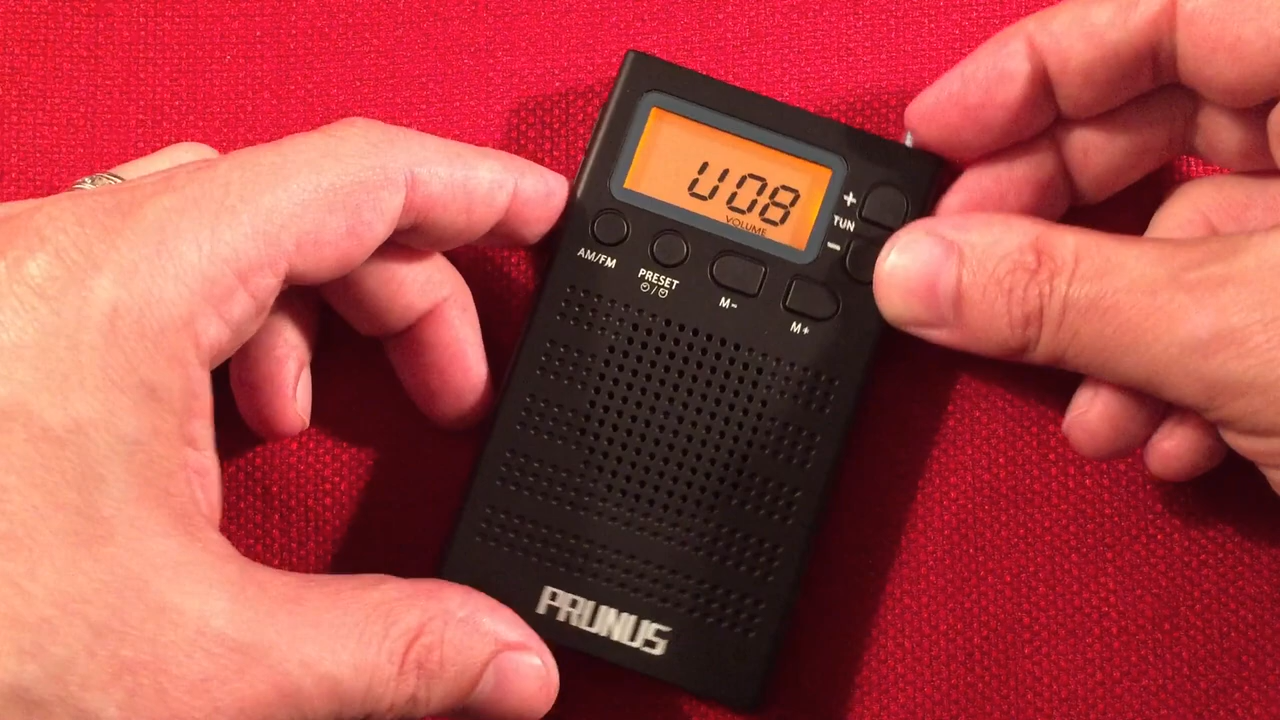 U08
VOLUME
+
TUN
-
AM/FM
PRESET
/
M-
M+
PRUNUS